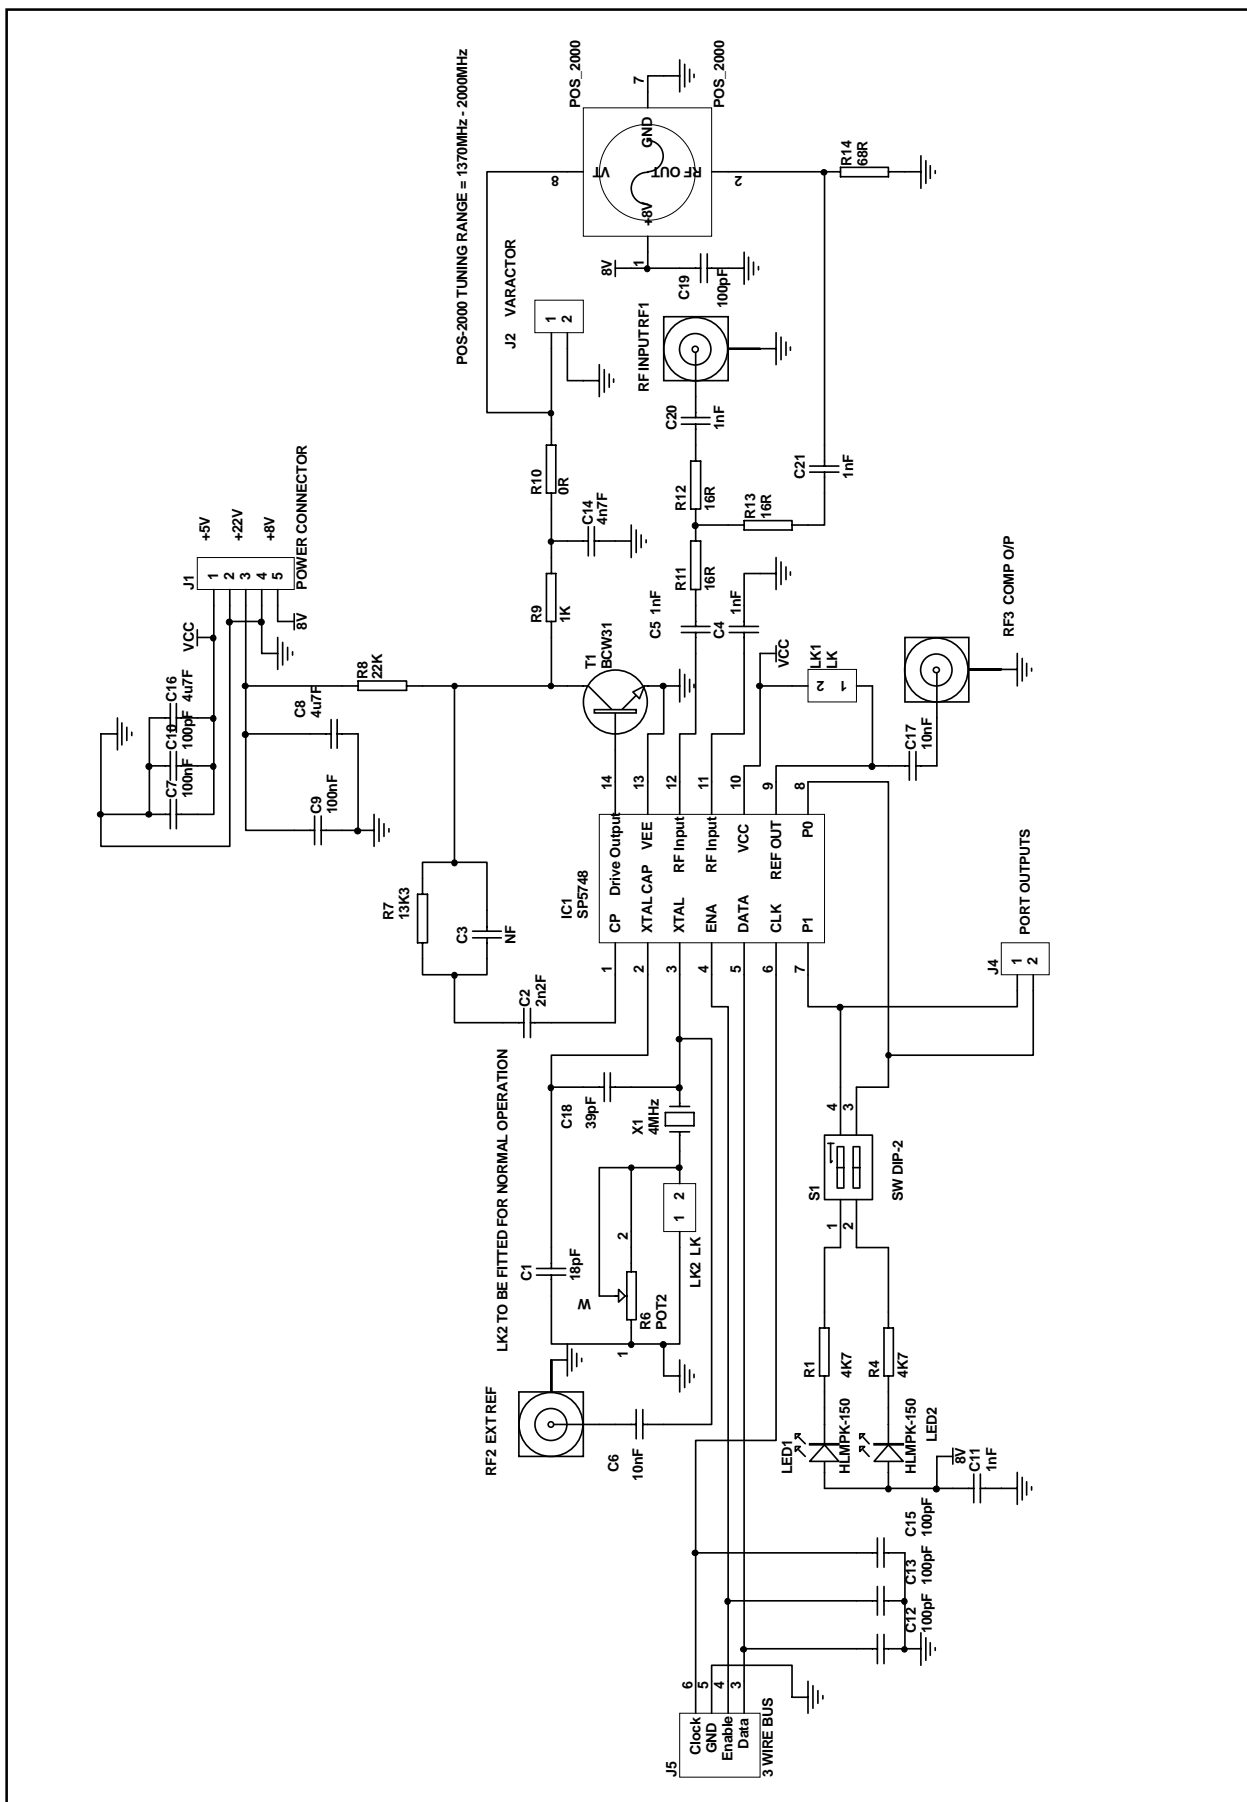 POS-2000 TUNING RANGE = 1370MHz - 2000MHz
POS_2000
POS_2000
VT
RF OUT
+8V
GND
8
7
2
1
8V
C19
100pF
R14
68R
J2 VARACTOR
1
2
RF INPUT RF1
C20
1nF
R12
16R
R13
16R
C21
1nF
R11
16R
C5 1nF
C4
1nF
R10
0R
C14
4n7F
R9
1K
J1
POWER CONNECTOR
+5V
+22V
+8V
1
2
3
4
5
VCC
8V
C16
4u7F
C10
100pF
C7
100nF
C8
4u7F
C9
100nF
R8
22K
T1
BCW31
R7
13K3
C3
NF
C2
2n2F
IC1
SP5748
CP
Drive Output
XTAL CAP
VEE
XTAL
RF Input
ENA
RF Input
DATA
VCC
CLK
REF OUT
P1
P0
1
2
3
4
5
6
7
14
13
12
11
10
9
8
VCC
LK1
LK
2
1
C17
10nF
RF3 COMP O/P
J4
PORT OUTPUTS
1
2
LK2 TO BE FITTED FOR NORMAL OPERATION
C18
39pF
X1
4MHz
C1
18pF
W
R6
POT2
1
2
LK2 LK
1
2
RF2 EXT REF
C6
10nF
S1
SW DIP-2
1
2
3
4
R1
4K7
R4
4K7
LED1
HLMPK-150
HLMPK-150
LED2
8V
C11
1nF
C15
100pF
C13
100pF
C12
100pF
J5
3 WIRE BUS
Clock
GND
Enable
Data
6
5
4
3